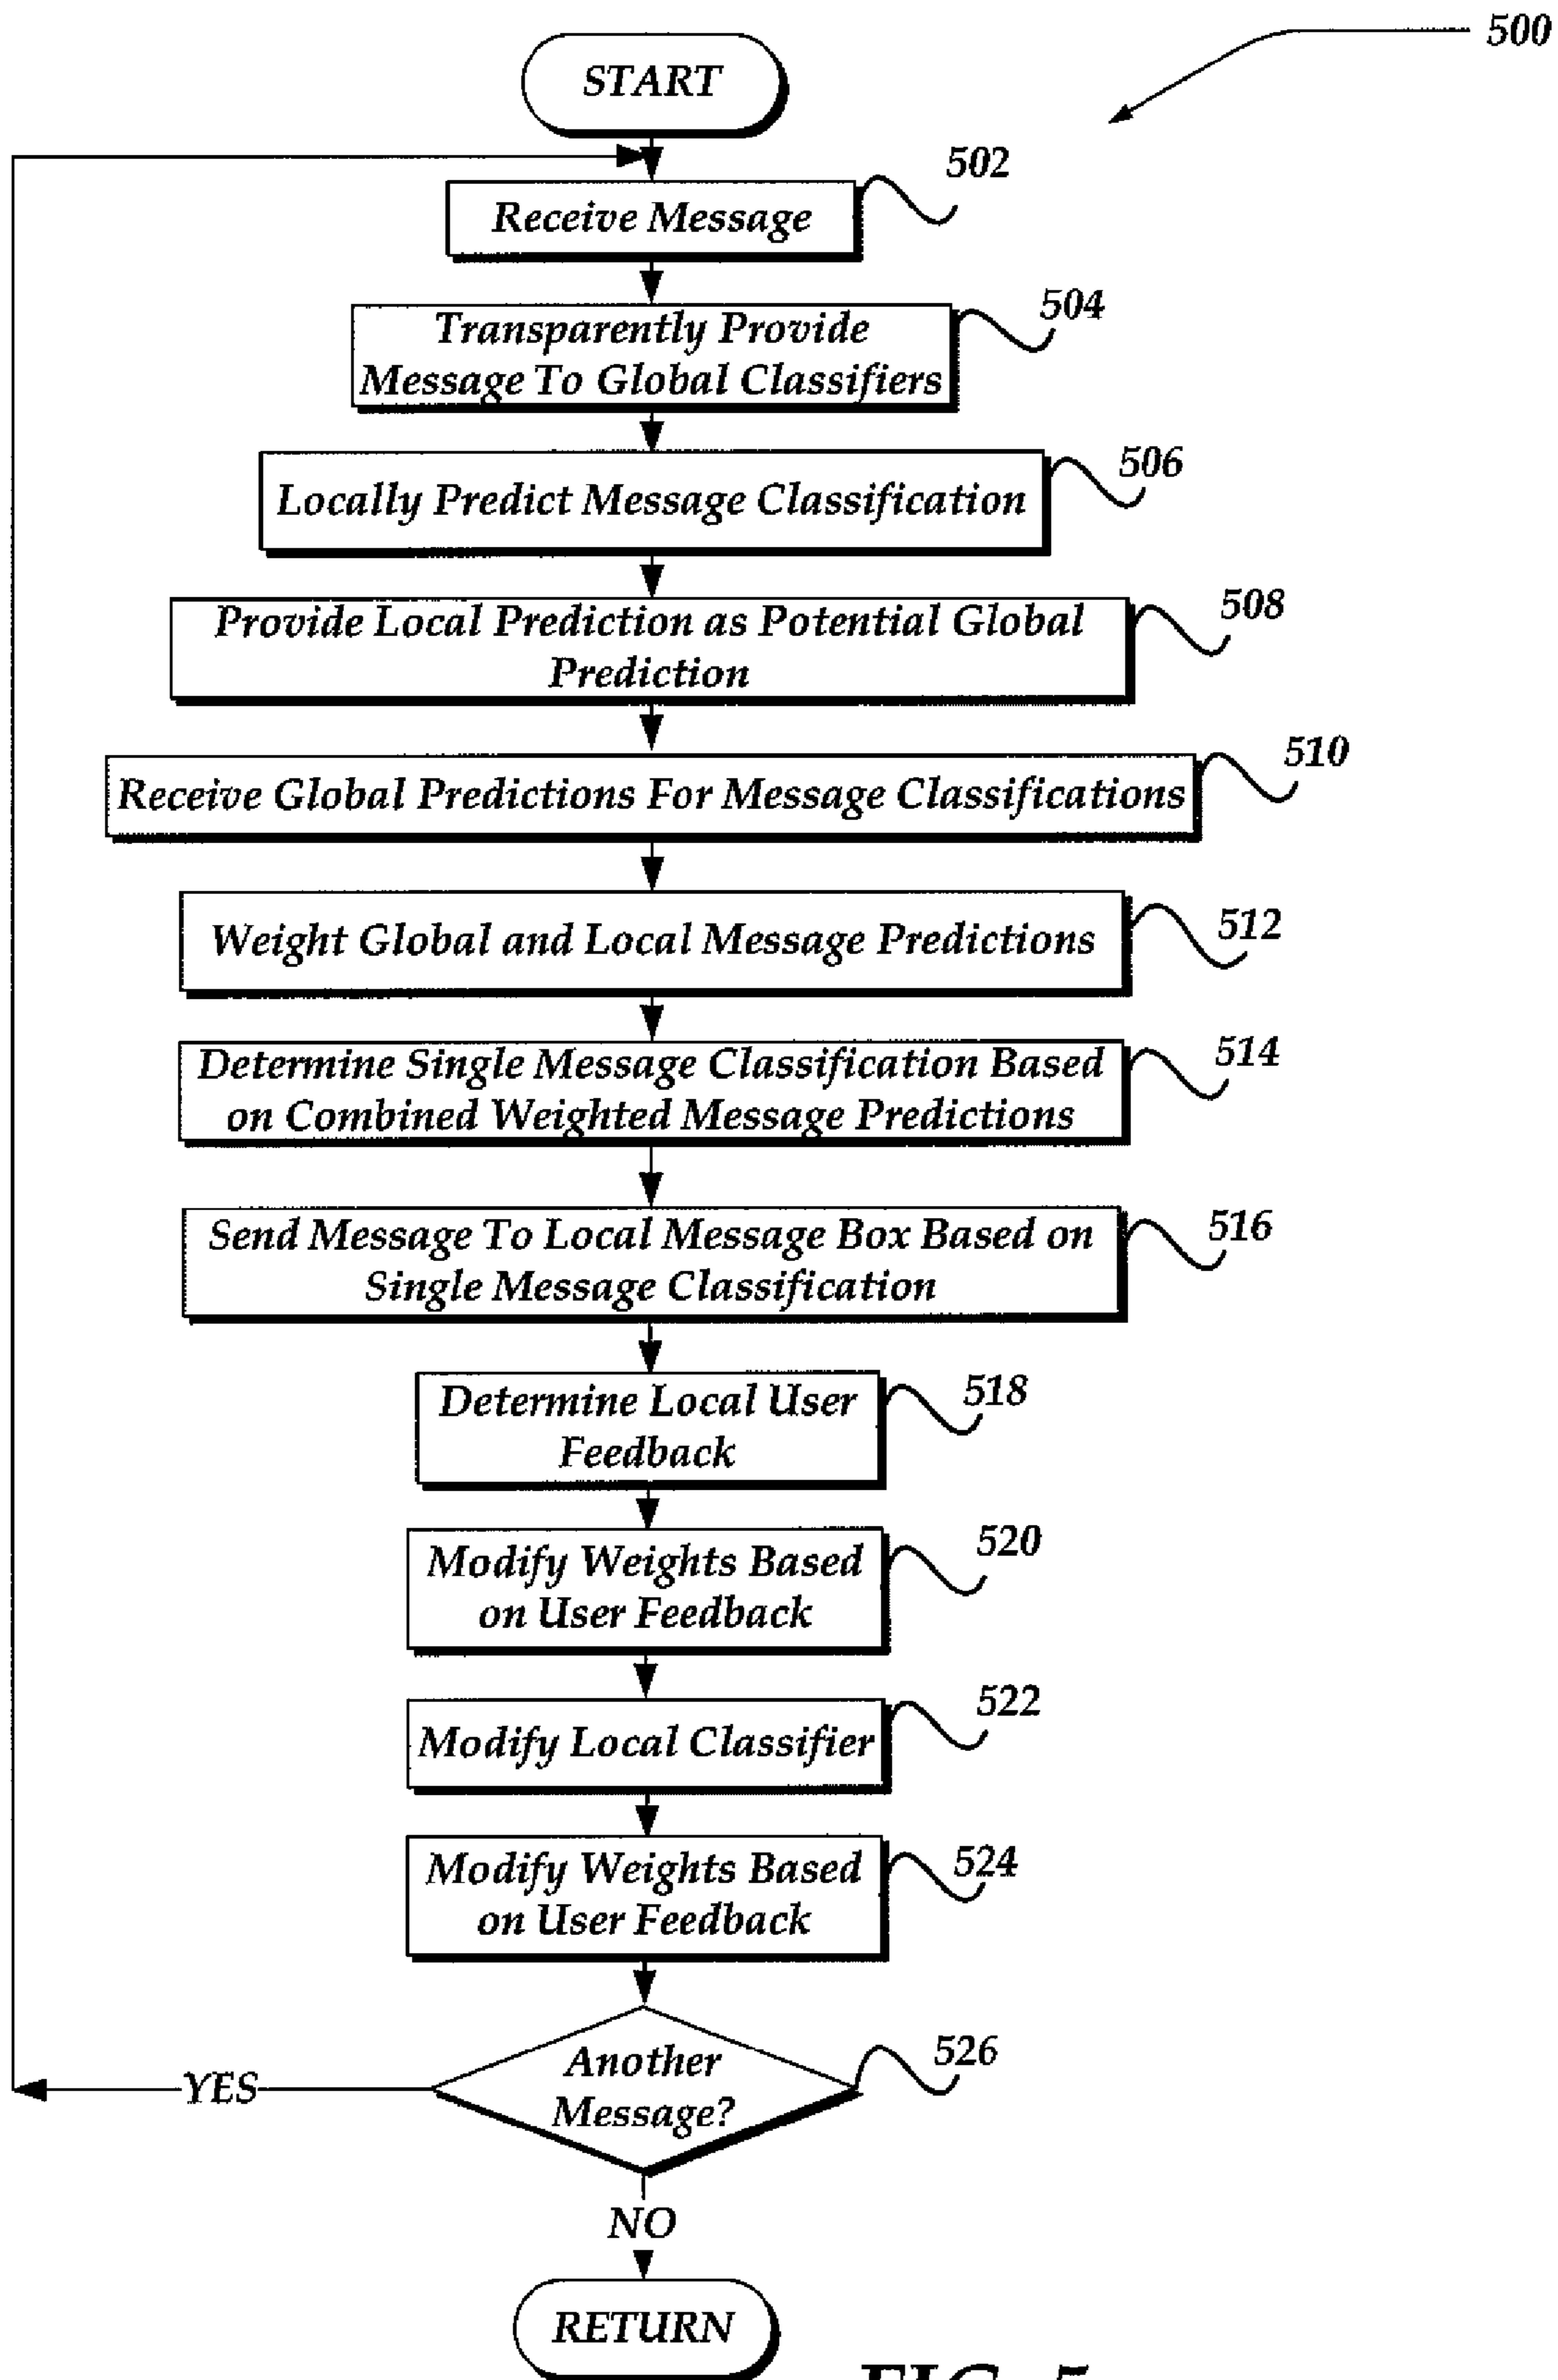 500
START
502
Receive Message
504
Transparently Provide
Message To Global Classifiers
506
Locally Predict Message Classification
508
Provide Local Prediction as Potential Global
Prediction
510
Receive Global Predictions For Message Classifications
512
Weight Global and Local Message Predictions
514
Determine Single Message Classification Based
on Combined Weighted Message Predictions
516
Send Message To Local Message Box Based on
Single Message Classification
518
Determine Local User
Feedback
520
Modify Weights Based
on User Feedback
522
Modify Local Classifier
524
Modify Weights Based
on User Feedback
526
Another
Message?
YES
NO
RETURN
FIG. 5